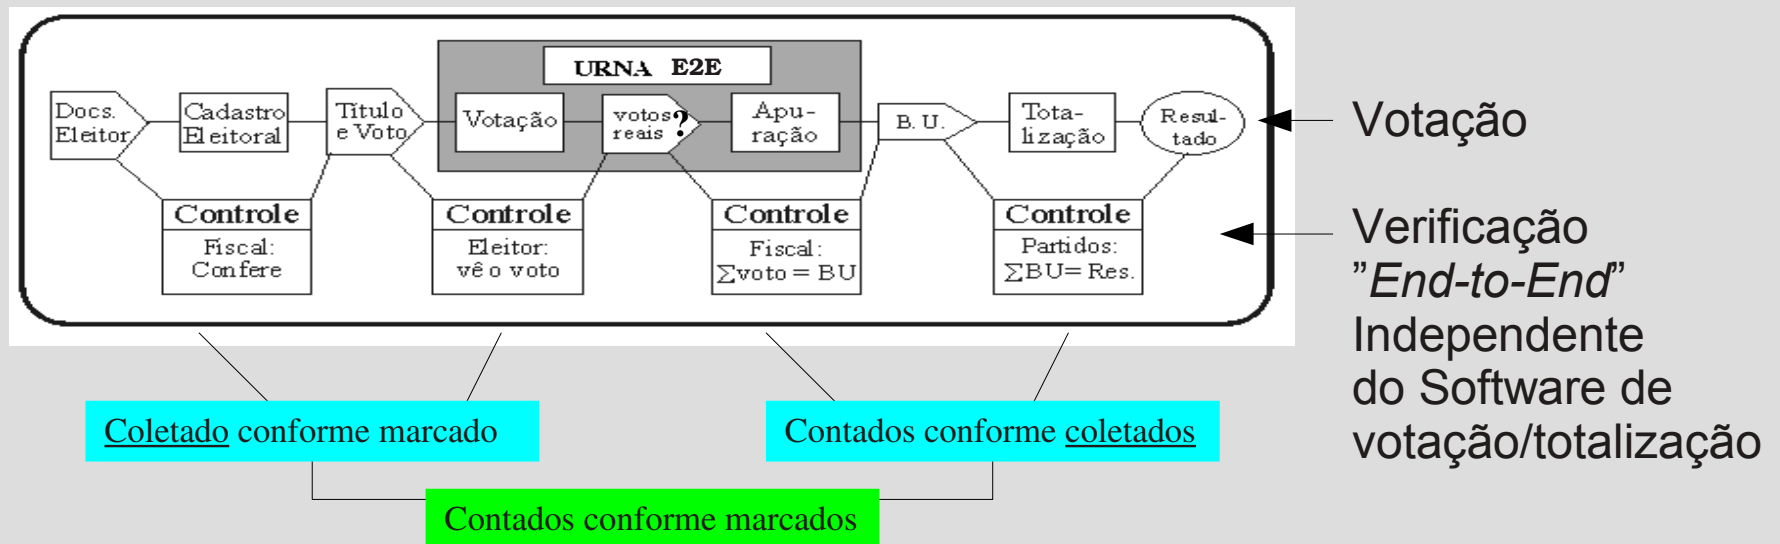 URNA E2E
Docs.
Eleitor
Cadastro
Eleitoral
Título
e Voto
Votação
votos
reais ?
Apu-
ração
B. U.
Tota-
lização
Resul-
tado
Controle
Fiscal:
Confere
Controle
Eleitor:
vê o voto
Controle
Fiscal:
∑voto = BU
Controle
Partidos:
∑BU= Res.
Votação
Verificação
”End-to-End”
Independente
do Software de
votação/totalização
Coletado conforme marcado
Contados conforme coletados
Contados conforme marcados